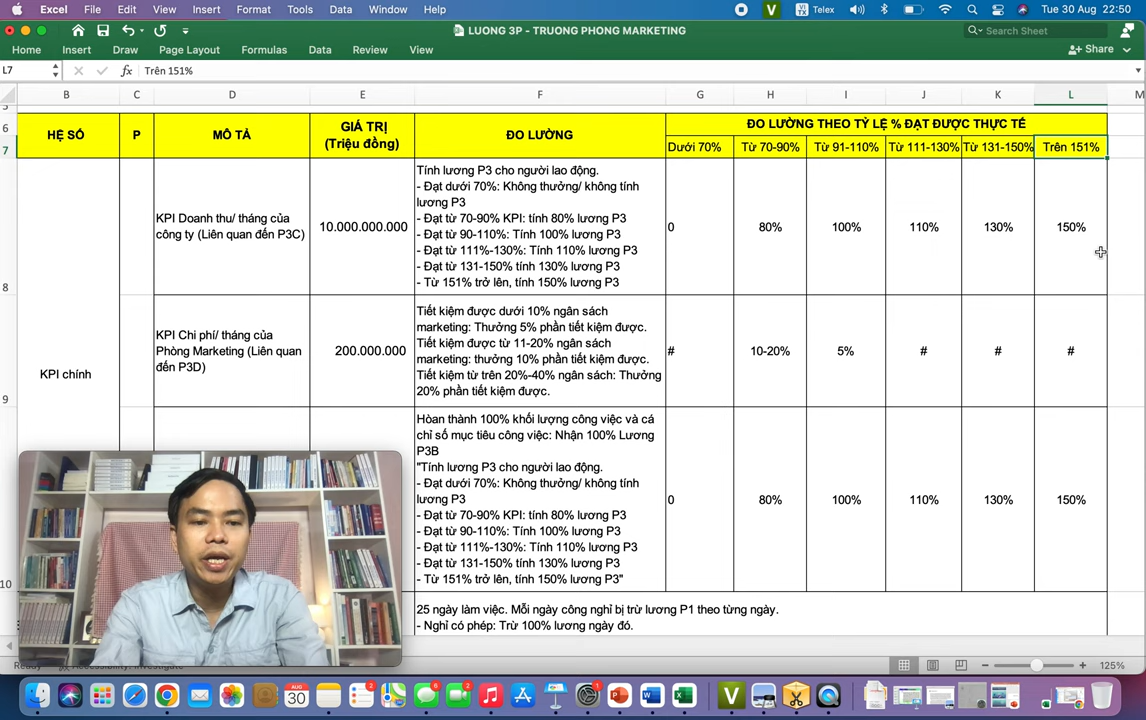 Excel File Edit View Insert Format Tools Data Window Help V VI TX Telex Tue 30 Aug 22:50
LUONG 3P - TRUONG PHONG MARKETING
Search Sheet
Home Insert Draw Page Layout Formulas Data Review View
Share
L7 fx Trên 151%
B C D E F G H I J K L M
6
7
8
9
10
HỆ SỐ
P
MÔ TẢ
GIÁ TRỊ
(Triệu đồng)
ĐO LƯỜNG
ĐO LƯỜNG THEO TỶ LỆ % ĐẠT ĐƯỢC THỰC TẾ
Dưới 70% Từ 70-90% Từ 91-110% Từ 111-130% Từ 131-150% Trên 151%
KPI chính
KPI Doanh thu/ tháng của
công ty (Liên quan đến P3C)
10.000.000.000
Tính lương P3 cho người lao động.
- Đạt dưới 70%: Không thưởng/ không tính
lương P3
- Đạt từ 70-90% KPI: tính 80% lương P3
- Đạt từ 90-110%: Tính 100% lương P3
- Đạt từ 111%-130%: Tính 110% lương P3
- Đạt từ 131-150% tính 130% lương P3
- Từ 151% trở lên, tính 150% lương P3
0 80% 100% 110% 130% 150%
KPI Chi phí/ tháng của
Phòng Marketing (Liên quan
đến P3D)
200.000.000
Tiết kiệm được dưới 10% ngân sách
marketing: Thưởng 5% phần tiết kiệm được.
Tiết kiệm được từ 11-20% ngân sách
marketing: thưởng 10% phần tiết kiệm được.
Tiết kiệm từ trên 20%-40% ngân sách: Thưởng
20% phần tiết kiệm được.
# 10-20% 5% # # #
Hòan thành 100% khối lượng công việc và cá
chỉ số mục tiêu công việc: Nhận 100% Lương
P3B
"Tính lương P3 cho người lao động.
- Đạt dưới 70%: Không thưởng/ không tính
lương P3
- Đạt từ 70-90% KPI: tính 80% lương P3
- Đạt từ 90-110%: Tính 100% lương P3
- Đạt từ 111%-130%: Tính 110% lương P3
- Đạt từ 131-150% tính 130% lương P3
- Từ 151% trở lên, tính 150% lương P3"
0 80% 100% 110% 130% 150%
25 ngày làm việc. Mỗi ngày công nghỉ bị trừ lương P1 theo từng ngày.
- Nghỉ có phép: Trừ 100% lương ngày đó.
125%
AUG
30